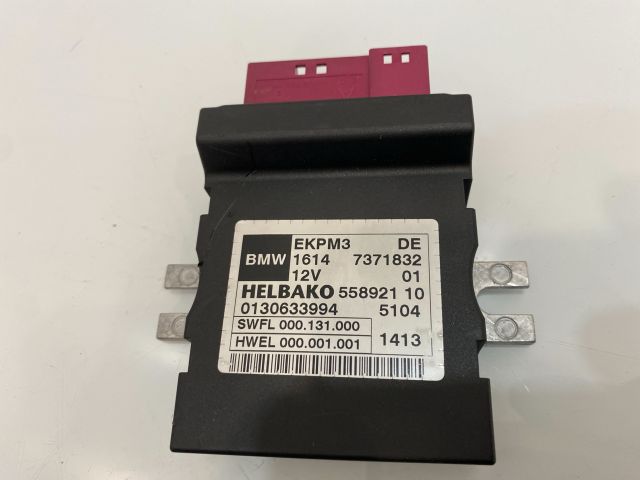 BMW EKPM3 DE
1614 7371832
12V 01
HELBAKO 558921 10
0130633994 5104
SWFL 000.131.000
HWEL 000.001.001 1413